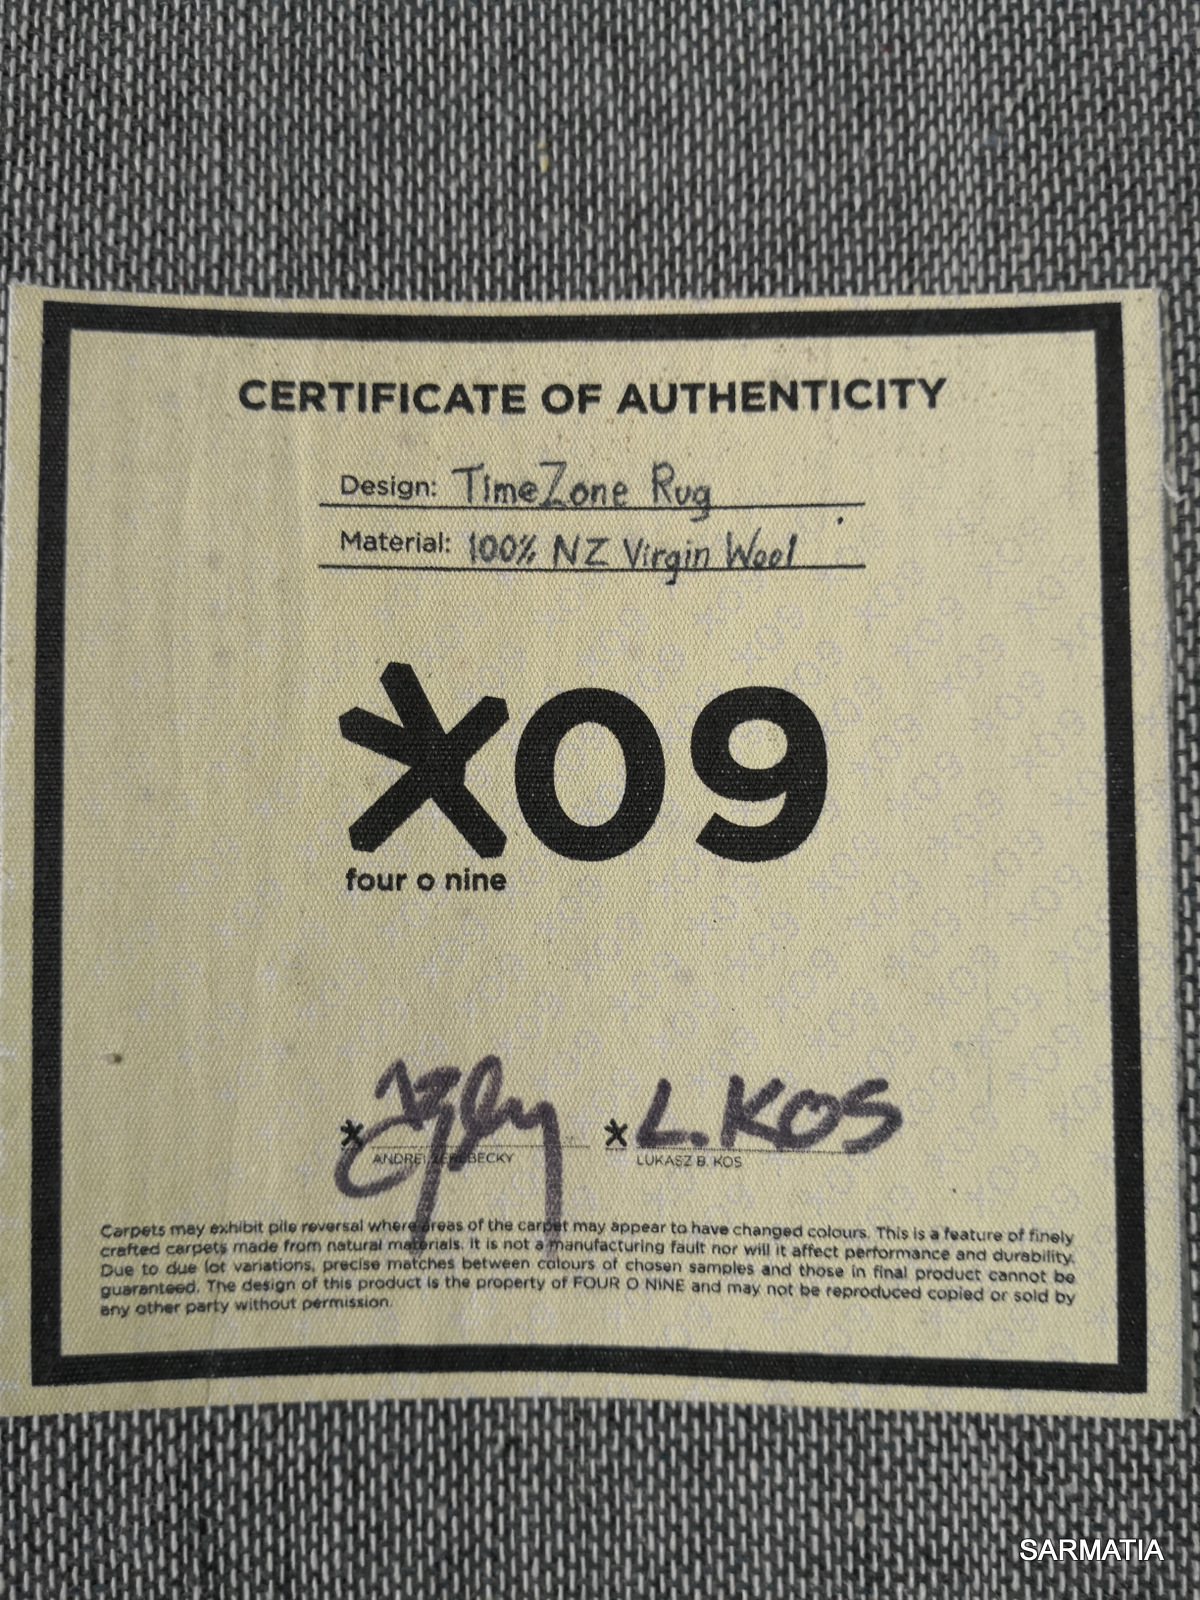 CERTIFICATE OF AUTHENTICITY
Design: TimeZone Rug
Material: 100% NZ Virgin Wool
*09
four o nine
* L. KOS
ANDREI ZEREBECKY LUKASZ B. KOS
Carpets may exhibit pile reversal where areas of the carpet may appear to have changed colours. This is a feature of finely
crafted carpets made from natural materials. It is not a manufacturing fault nor will it affect performance and durability.
Due to due lot variations, precise matches between colours of chosen samples and those in final product cannot be
guaranteed. The design of this product is the property of FOUR O NINE and may not be reproduced copied or sold by
any other party without permission.
SARMATIA